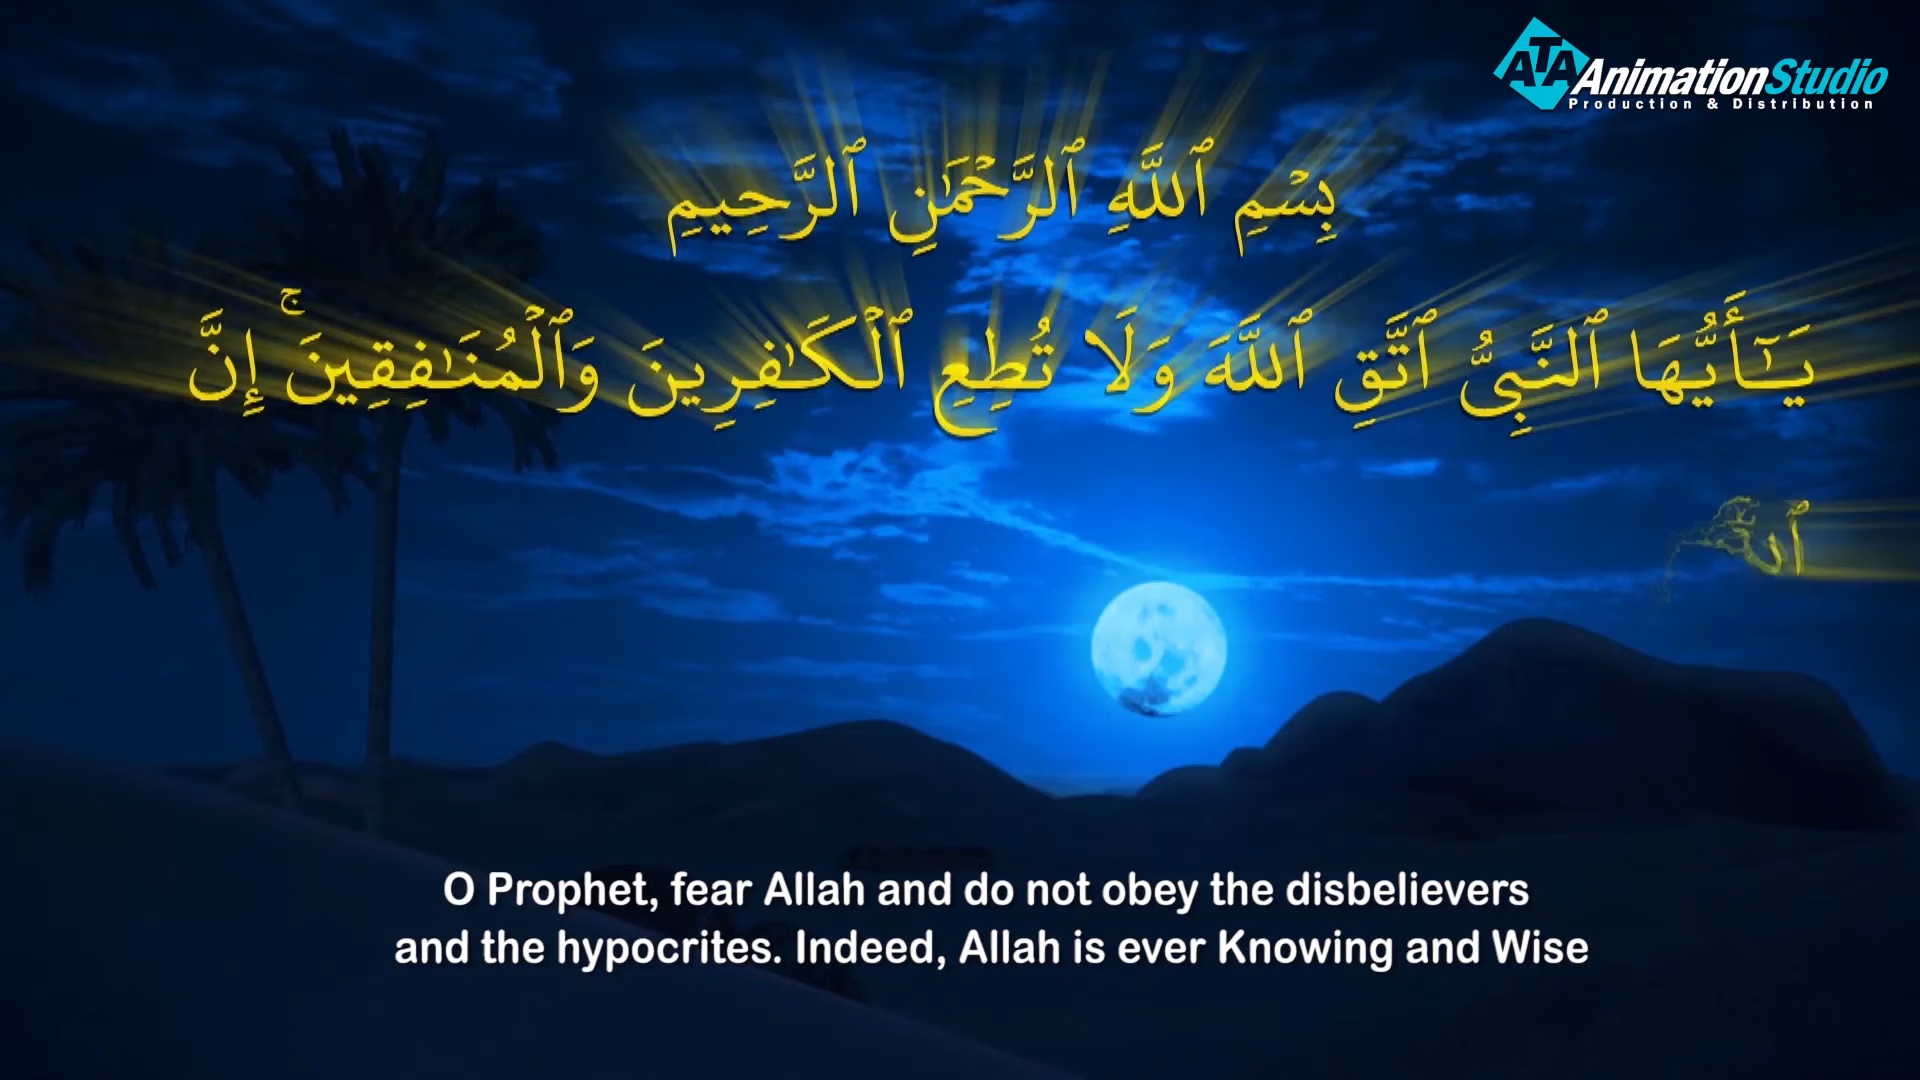 ATA AnimationStudio
Production & Distribution
بِسْمِ ٱللَّهِ ٱلرَّحْمَٰنِ ٱلرَّحِيمِ
يَـٰٓأَيُّهَا ٱلنَّبِىُّ ٱتَّقِ ٱللَّهَ وَلَا تُطِعِ ٱلْكَـٰفِرِينَ وَٱلْمُنَـٰفِقِينَ ۚ إِنَّ
O Prophet, fear Allah and do not obey the disbelievers
and the hypocrites. Indeed, Allah is ever Knowing and Wise